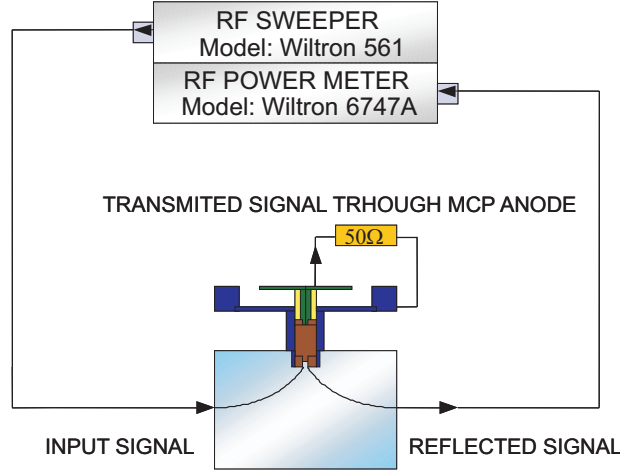 RF SWEEPER
Model: Wiltron 561
RF POWER METER
Model: Wiltron 6747A
TRANSMITED SIGNAL TRHOUGH MCP ANODE
50Ω
INPUT SIGNAL
REFLECTED SIGNAL